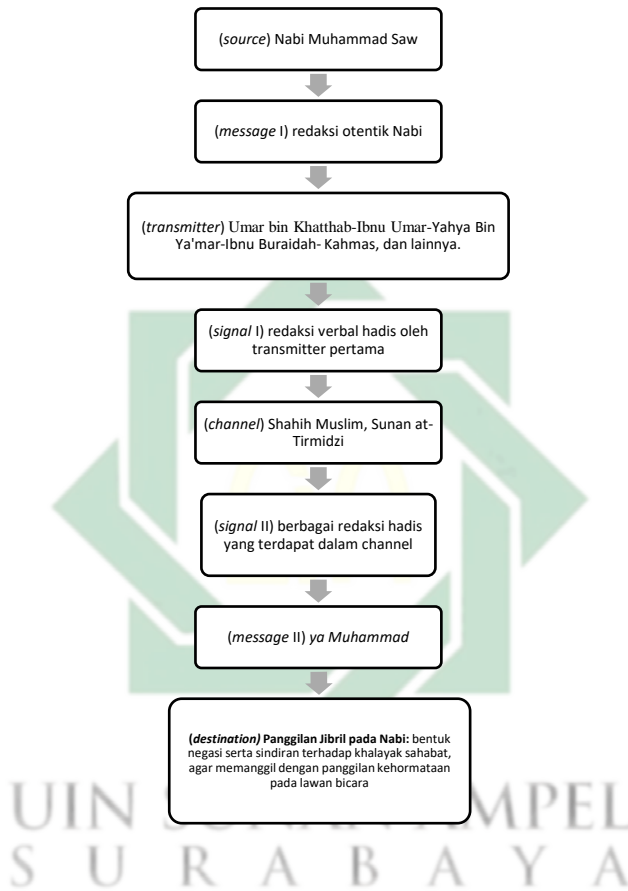 (source) Nabi Muhammad Saw
(message I) redaksi otentik Nabi
(transmitter) Umar bin Khatthab-Ibnu Umar-Yahya Bin
Ya'mar-Ibnu Buraidah- Kahmas, dan lainnya.
(signal I) redaksi verbal hadis oleh
transmitter pertama
(channel) Shahih Muslim, Sunan at-
Tirmidzi
(signal II) berbagai redaksi hadis
yang terdapat dalam channel
(message II) ya Muhammad
(destination) Panggilan Jibril pada Nabi: bentuk
negasi serta sindiran terhadap khalayak sahabat,
agar memanggil dengan panggilan kehormataan
pada lawan bicara
UIN S MPEL
S U R A B A Y A